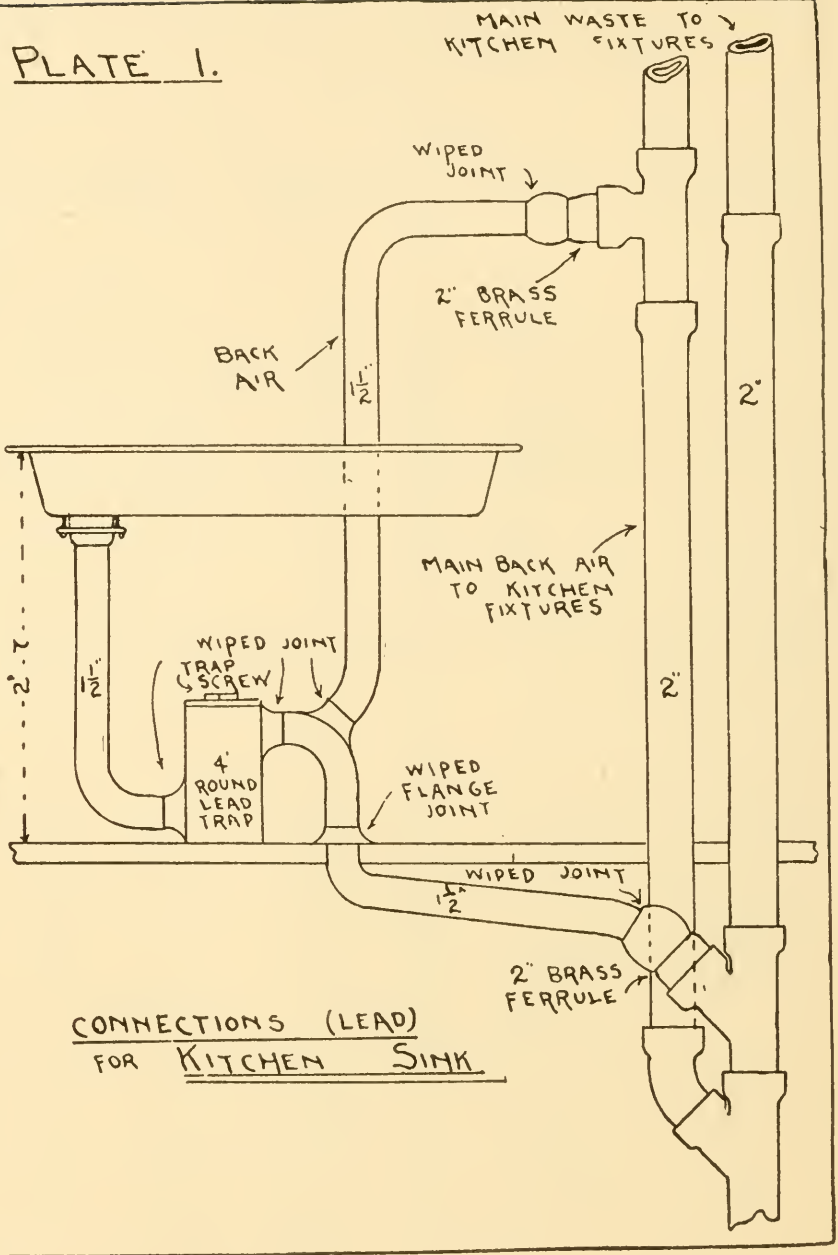 PLATE 1.
MAIN WASTE TO
KITCHEN FIXTURES
WIPED
JOINT
2" BRASS
FERRULE
BACK
AIR
1½"
2"
MAIN BACK AIR
TO KITCHEN
FIXTURES
WIPED JOINT
TRAP
SCREW
1½"
2"
4"
ROUND
LEAD
TRAP
WIPED
FLANGE
JOINT
WIPED JOINT
1½"
2" BRASS
FERRULE
CONNECTIONS (LEAD)
FOR KITCHEN SINK